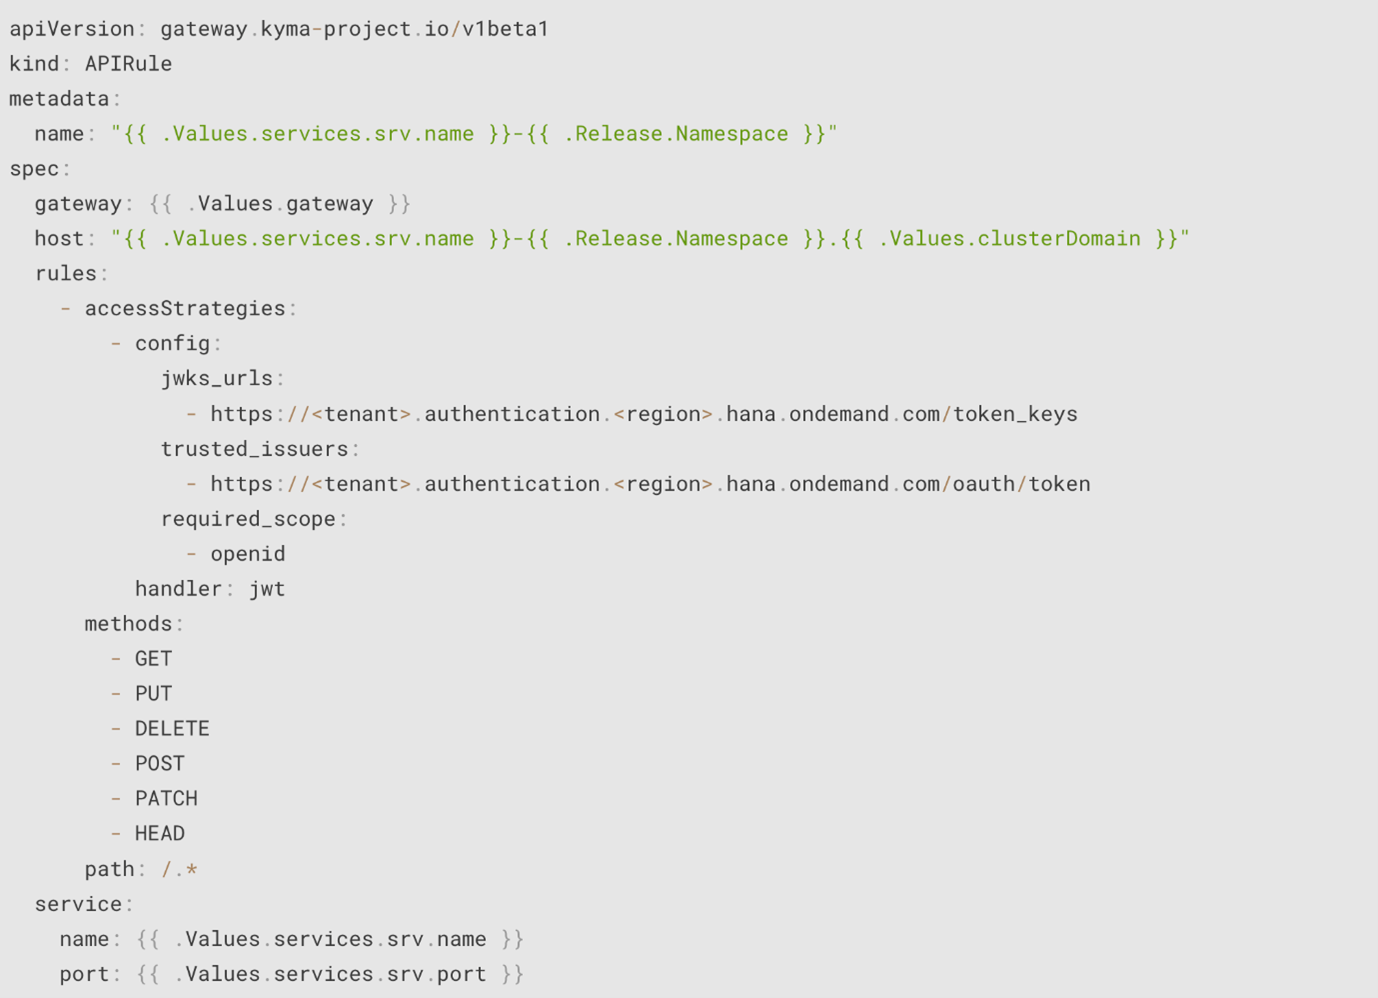 apiVersion: gateway.kyma-project.io/v1beta1
kind: APIRule
metadata:
  name: "{{ .Values.services.srv.name }}-{{ .Release.Namespace }}"
spec:
  gateway: {{ .Values.gateway }}
  host: "{{ .Values.services.srv.name }}-{{ .Release.Namespace }}.{{ .Values.clusterDomain }}"
  rules:
    - accessStrategies:
        - config:
            jwks_urls:
              - https://<tenant>.authentication.<region>.hana.ondemand.com/token_keys
            trusted_issuers:
              - https://<tenant>.authentication.<region>.hana.ondemand.com/oauth/token
            required_scope:
              - openid
          handler: jwt
      methods:
        - GET
        - PUT
        - DELETE
        - POST
        - PATCH
        - HEAD
      path: /.*
  service:
    name: {{ .Values.services.srv.name }}
    port: {{ .Values.services.srv.port }}